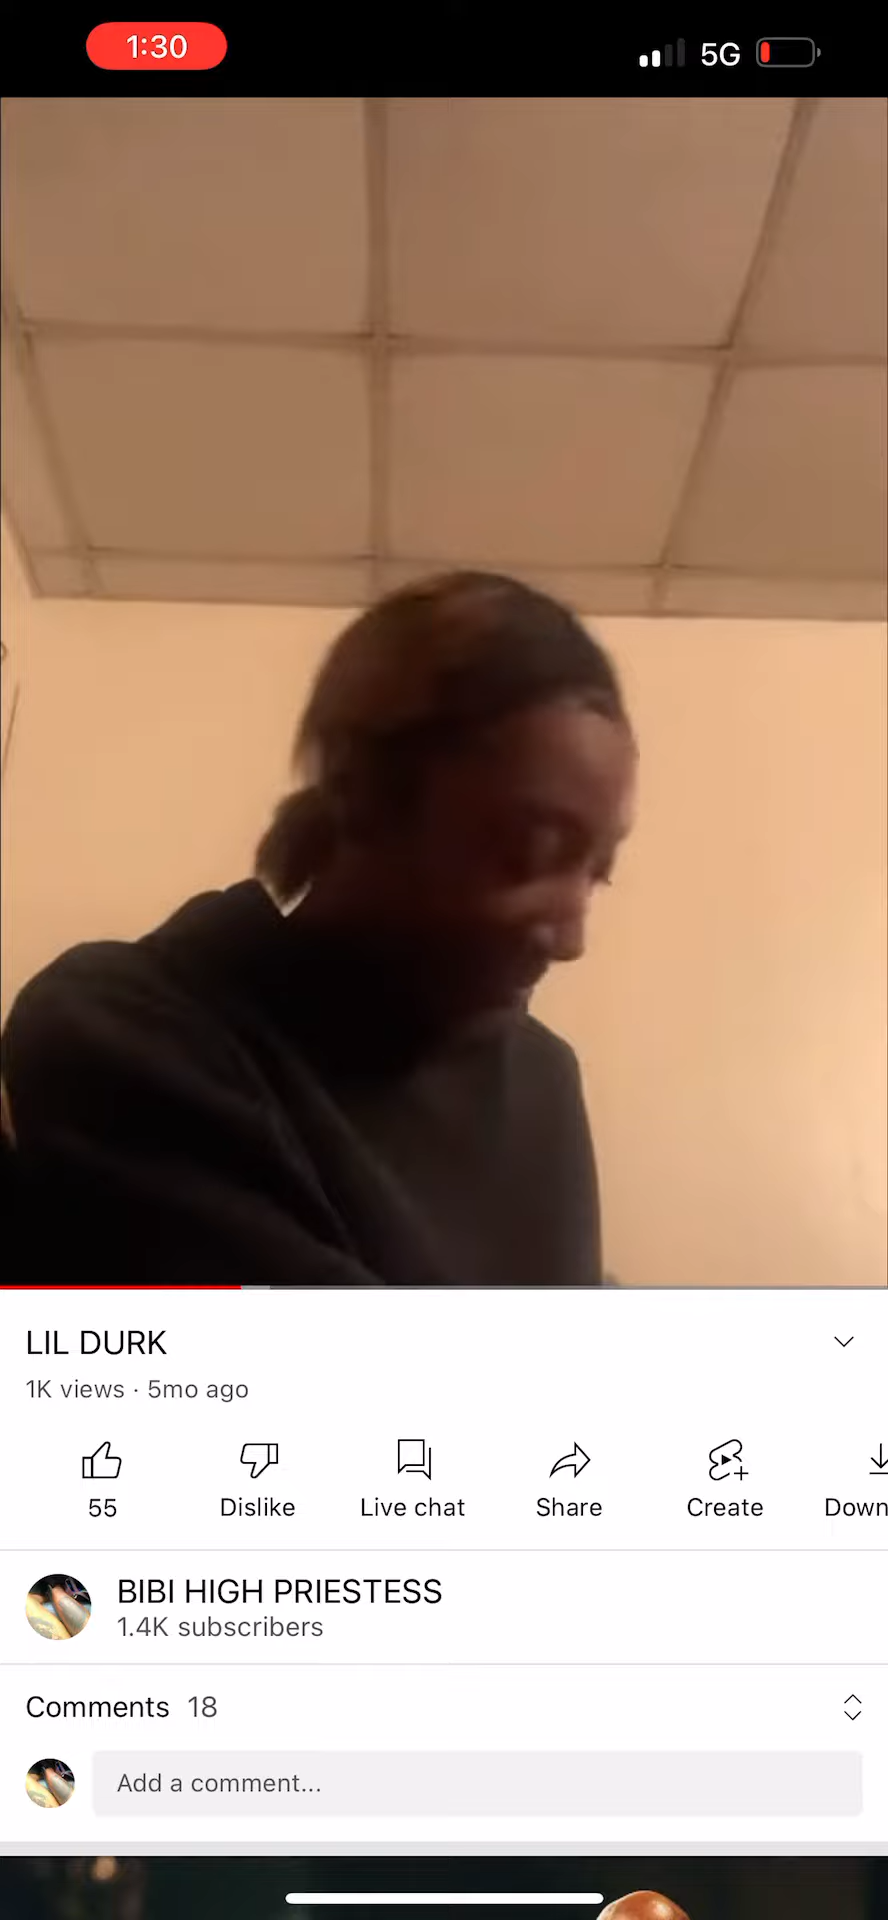 1:30
5G
LIL DURK
1K views · 5mo ago
55
Dislike
Live chat
Share
Create
Down
BIBI HIGH PRIESTESS
1.4K subscribers
Comments 18
Add a comment...